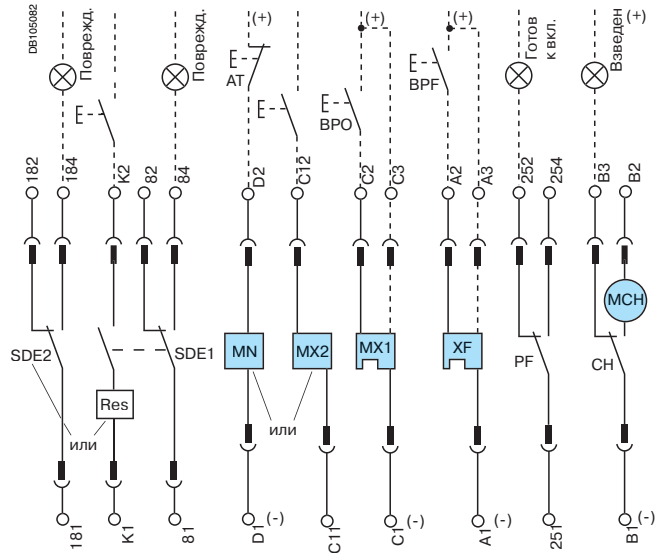 DB105082
Поврежд.
Поврежд.
(+)
(+)
(+)
Готов
к вкл.
Взведен
(+)
AT
BPO
BPF
182
184
K2
82
84
D2
C12
C2
C3
A2
A3
252
254
B3
B2
MCH
SDE2
SDE1
MN
MX2
MX1
XF
PF
CH
Res
или
или
181
K1
81
D1 (-)
C11
C1 (-)
A1 (-)
251
B1 (-)